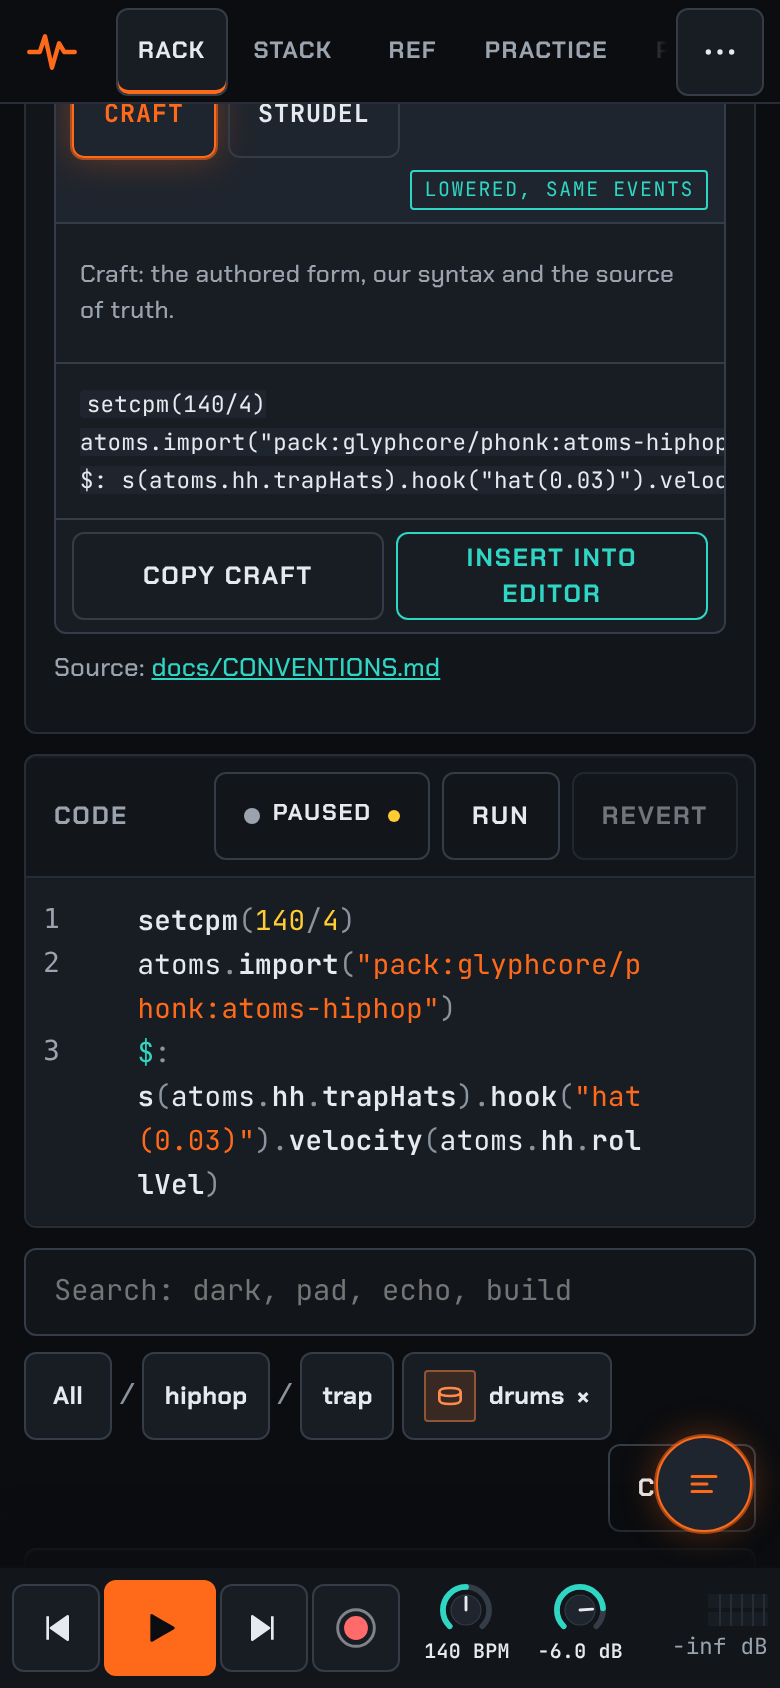 RACK STACK REF PRACTICE
CRAFT STRUDEL
LOWERED, SAME EVENTS
Craft: the authored form, our syntax and the source
of truth.
setcpm(140/4)
atoms.import("pack:glyphcore/phonk:atoms-hiphop
$: s(atoms.hh.trapHats).hook("hat(0.03)").veloc
COPY CRAFT
INSERT INTO
EDITOR
Source: docs/CONVENTIONS.md
CODE PAUSED RUN REVERT
1 setcpm(140/4)
2 atoms.import("pack:glyphcore/p
honk:atoms-hiphop")
3 $:
s(atoms.hh.trapHats).hook("hat
(0.03)").velocity(atoms.hh.rol
lVel)
Search: dark, pad, echo, build
All / hiphop / trap drums ×
140 BPM -6.0 dB -inf dB